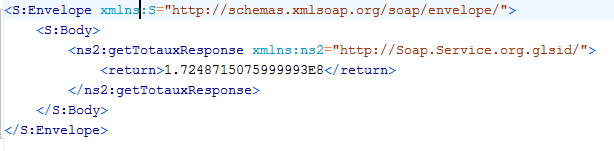 <S:Envelope xmlns:S="http://schemas.xmlsoap.org/soap/envelope/">
<S:Body>
<ns2:getTotauxResponse xmlns:ns2="http://Soap.Service.org.glsid/">
<return>1.7248715075999993E8</return>
</ns2:getTotauxResponse>
</S:Body>
</S:Envelope>